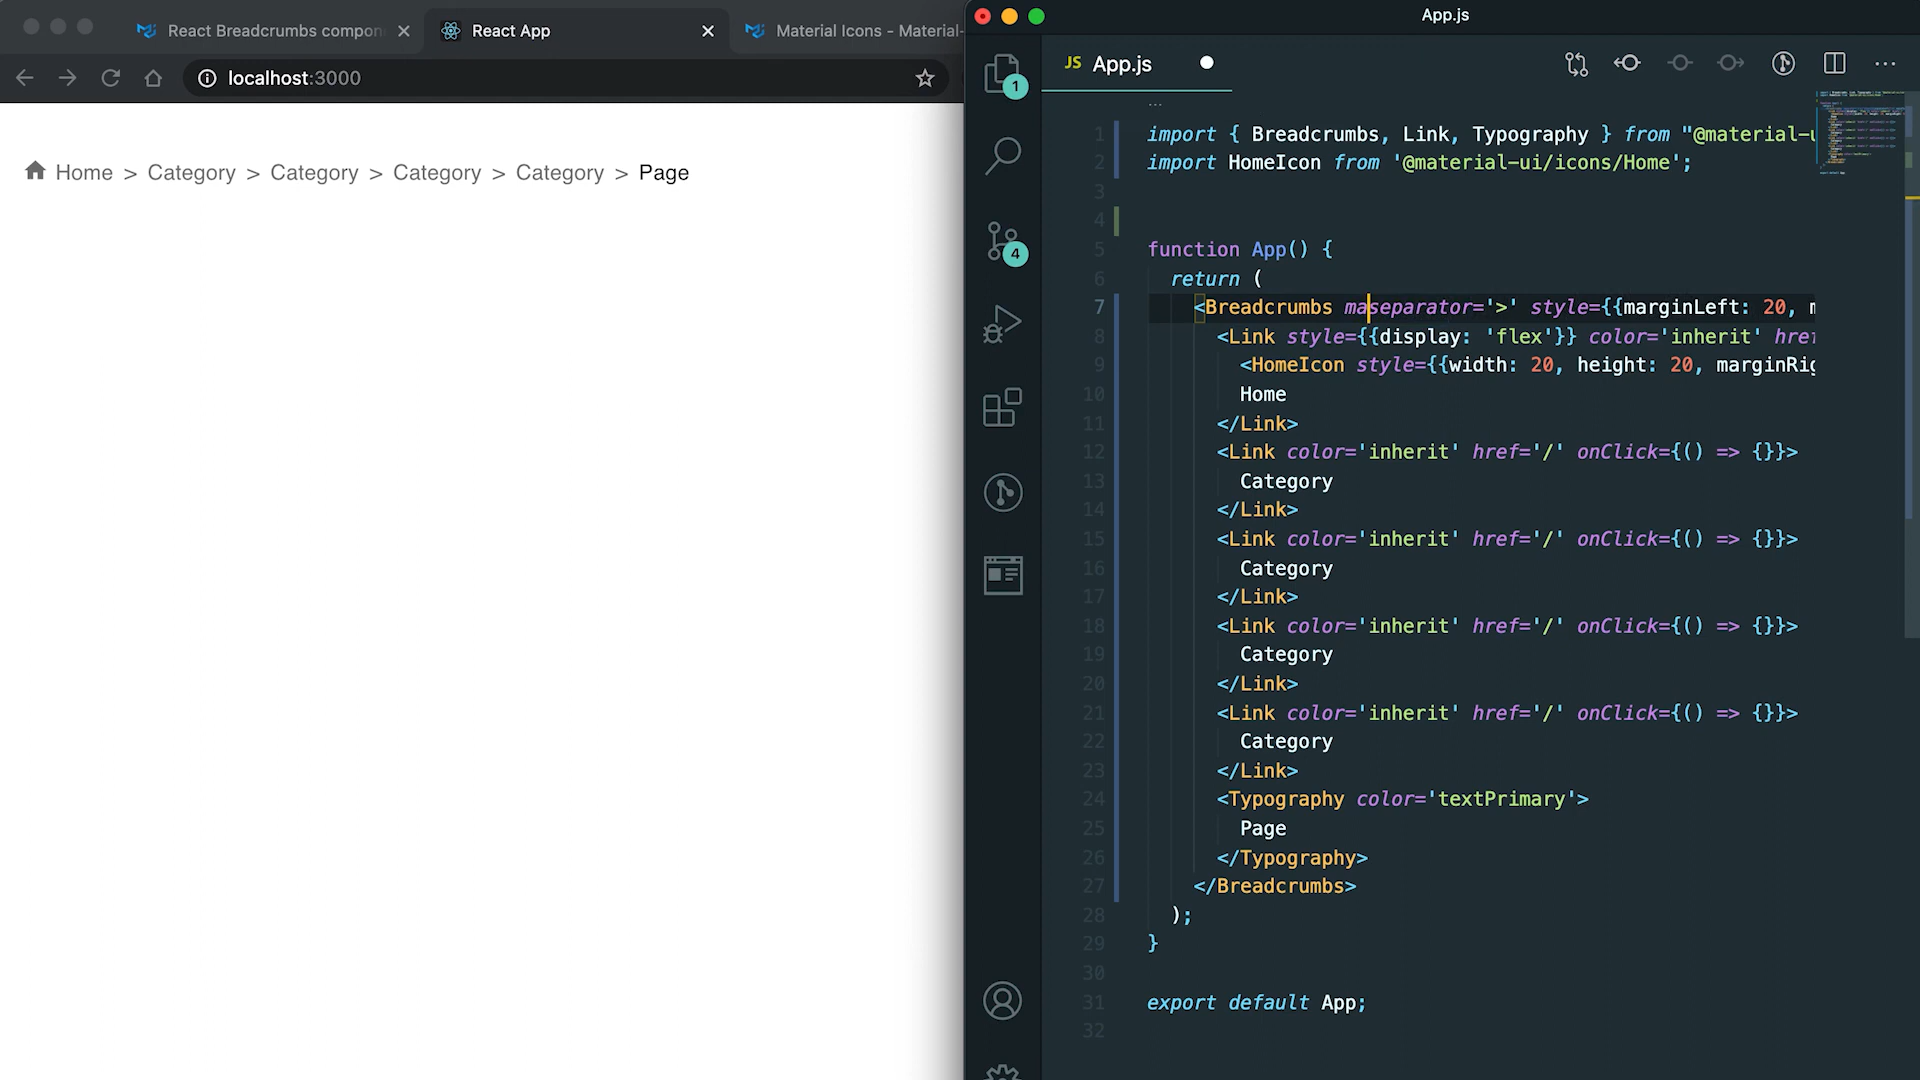 React Breadcrumbs compon
React App
Material Icons - Material-
localhost:3000
Home > Category > Category > Category > Category > Page
App.js
JS App.js
1
4
...
1 import { Breadcrumbs, Link, Typography } from "@material-u
2 import HomeIcon from '@material-ui/icons/Home';
3
4
5 function App() {
6 return (
7 <Breadcrumbs maseparator='>' style={{marginLeft: 20, m
8 <Link style={{display: 'flex'}} color='inherit' href
9 <HomeIcon style={{width: 20, height: 20, marginRig
10 Home
11 </Link>
12 <Link color='inherit' href='/' onClick={() => {}}>
13 Category
14 </Link>
15 <Link color='inherit' href='/' onClick={() => {}}>
16 Category
17 </Link>
18 <Link color='inherit' href='/' onClick={() => {}}>
19 Category
20 </Link>
21 <Link color='inherit' href='/' onClick={() => {}}>
22 Category
23 </Link>
24 <Typography color='textPrimary'>
25 Page
26 </Typography>
27 </Breadcrumbs>
28 );
29 }
30
31 export default App;
32